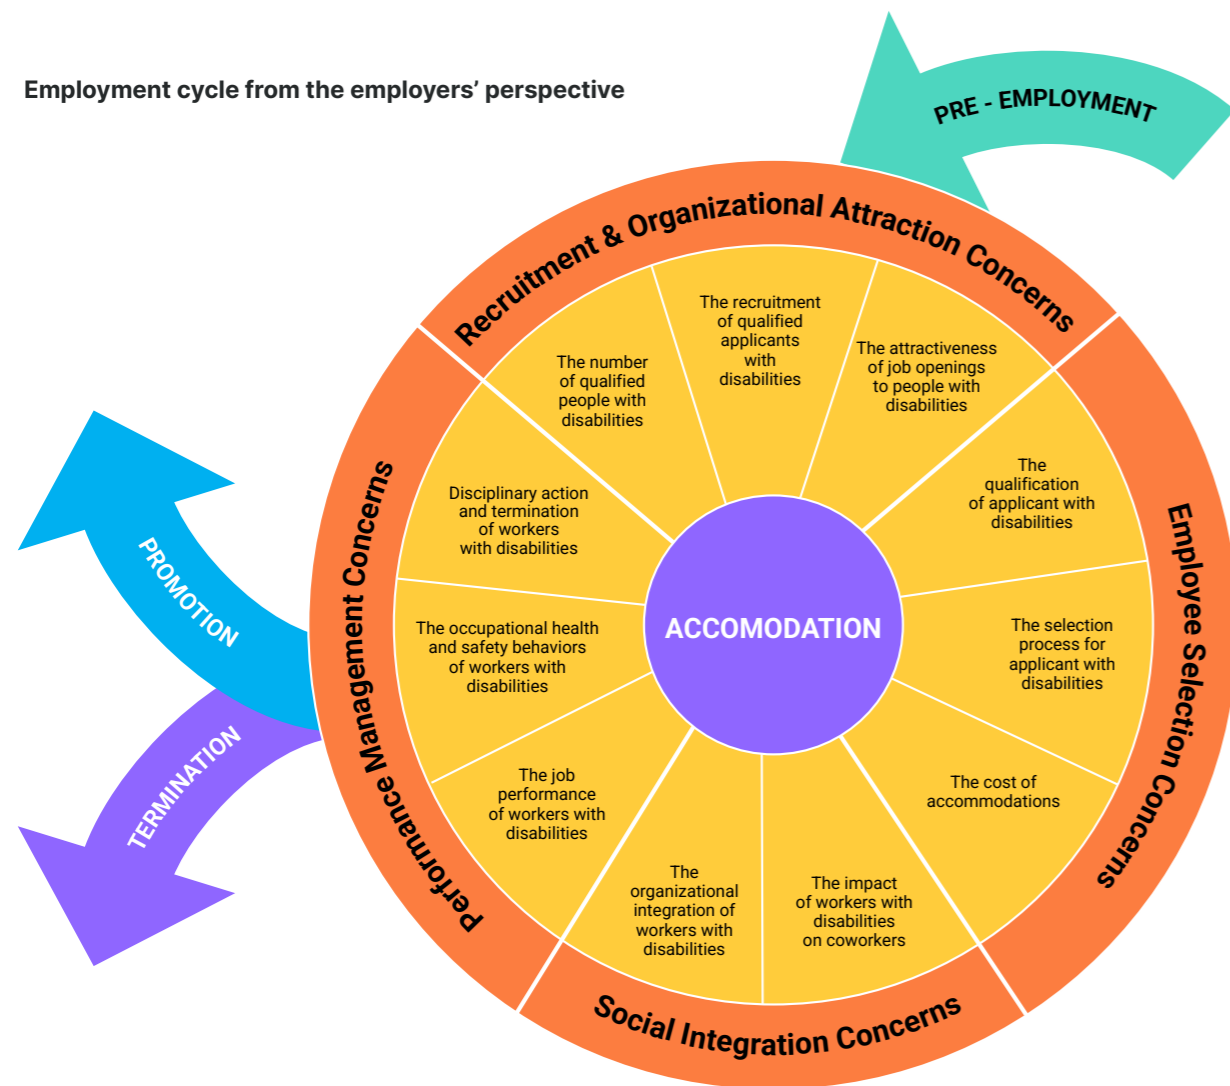 Employment cycle from the employers' perspective
PRE - EMPLOYMENT
Recruitment & Organizational Attraction Concerns
The number
of qualified
people with
disabilities
The recruitment
of qualified
applicants
with
disabilities
The attractiveness
of job openings
to people with
disabilities
Employee Selection Concerns
The
qualification
of applicant with
disabilities
The selection
process for
applicant with
disabilities
The cost of
accommodations
Social Integration Concerns
The impact
of workers with
disabilities
on coworkers
The
organizational
integration of
workers with
disabilities
Performance Management Concerns
The job
performance
of workers with
disabilities
The occupational health
and safety behaviors
of workers with
disabilities
Disciplinary action
and termination
of workers
with disabilities
ACCOMODATION
PROMOTION
TERMINATION